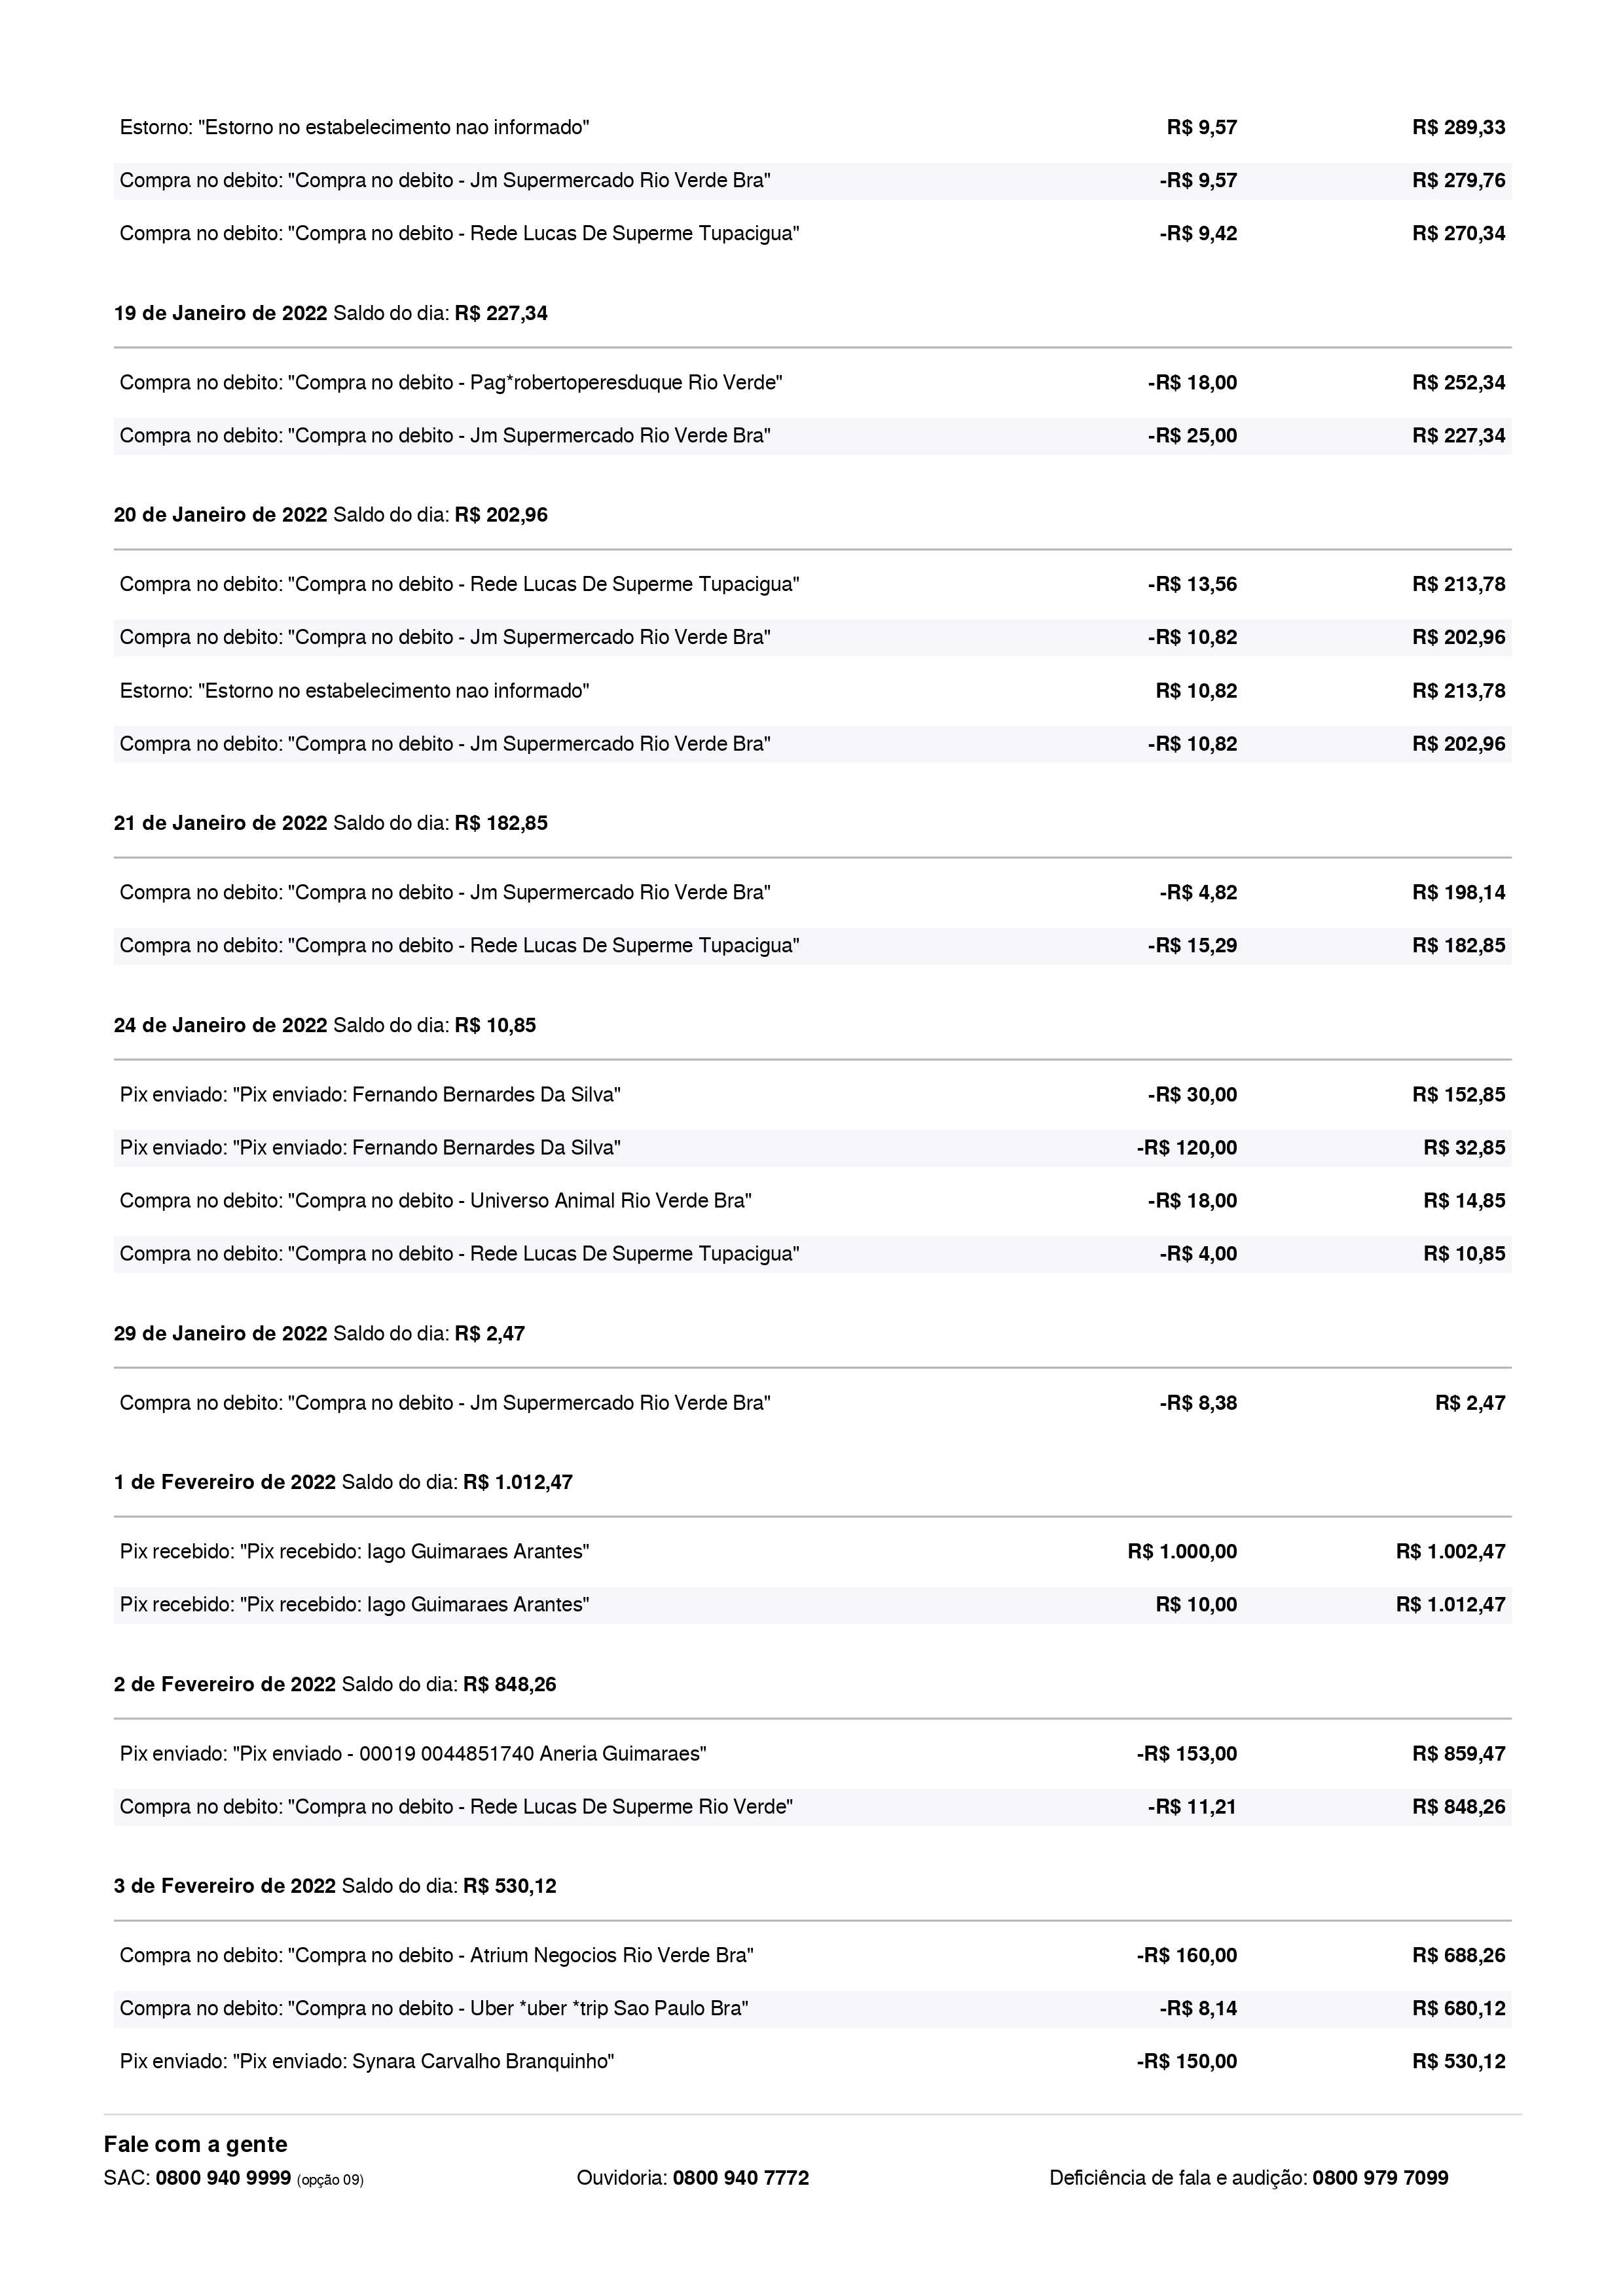 Estorno: "Estorno no estabelecimento nao informado" R$ 9,57 R$ 289,33
Compra no debito: "Compra no debito - Jm Supermercado Rio Verde Bra" -R$ 9,57 R$ 279,76
Compra no debito: "Compra no debito - Rede Lucas De Superme Tupacigua" -R$ 9,42 R$ 270,34
19 de Janeiro de 2022 Saldo do dia: R$ 227,34
Compra no debito: "Compra no debito - Pag*robertoperesduque Rio Verde" -R$ 18,00 R$ 252,34
Compra no debito: "Compra no debito - Jm Supermercado Rio Verde Bra" -R$ 25,00 R$ 227,34
20 de Janeiro de 2022 Saldo do dia: R$ 202,96
Compra no debito: "Compra no debito - Rede Lucas De Superme Tupacigua" -R$ 13,56 R$ 213,78
Compra no debito: "Compra no debito - Jm Supermercado Rio Verde Bra" -R$ 10,82 R$ 202,96
Estorno: "Estorno no estabelecimento nao informado" R$ 10,82 R$ 213,78
Compra no debito: "Compra no debito - Jm Supermercado Rio Verde Bra" -R$ 10,82 R$ 202,96
21 de Janeiro de 2022 Saldo do dia: R$ 182,85
Compra no debito: "Compra no debito - Jm Supermercado Rio Verde Bra" -R$ 4,82 R$ 198,14
Compra no debito: "Compra no debito - Rede Lucas De Superme Tupacigua" -R$ 15,29 R$ 182,85
24 de Janeiro de 2022 Saldo do dia: R$ 10,85
Pix enviado: "Pix enviado: Fernando Bernardes Da Silva" -R$ 30,00 R$ 152,85
Pix enviado: "Pix enviado: Fernando Bernardes Da Silva" -R$ 120,00 R$ 32,85
Compra no debito: "Compra no debito - Universo Animal Rio Verde Bra" -R$ 18,00 R$ 14,85
Compra no debito: "Compra no debito - Rede Lucas De Superme Tupacigua" -R$ 4,00 R$ 10,85
29 de Janeiro de 2022 Saldo do dia: R$ 2,47
Compra no debito: "Compra no debito - Jm Supermercado Rio Verde Bra" -R$ 8,38 R$ 2,47
1 de Fevereiro de 2022 Saldo do dia: R$ 1.012,47
Pix recebido: "Pix recebido: Iago Guimaraes Arantes" R$ 1.000,00 R$ 1.002,47
Pix recebido: "Pix recebido: Iago Guimaraes Arantes" R$ 10,00 R$ 1.012,47
2 de Fevereiro de 2022 Saldo do dia: R$ 848,26
Pix enviado: "Pix enviado - 00019 0044851740 Aneria Guimaraes" -R$ 153,00 R$ 859,47
Compra no debito: "Compra no debito - Rede Lucas De Superme Rio Verde" -R$ 11,21 R$ 848,26
3 de Fevereiro de 2022 Saldo do dia: R$ 530,12
Compra no debito: "Compra no debito - Atrium Negocios Rio Verde Bra" -R$ 160,00 R$ 688,26
Compra no debito: "Compra no debito - Uber *uber *trip Sao Paulo Bra" -R$ 8,14 R$ 680,12
Pix enviado: "Pix enviado: Synara Carvalho Branquinho" -R$ 150,00 R$ 530,12
Fale com a gente
SAC: 0800 940 9999 (opção 09) Ouvidoria: 0800 940 7772 Deficiência de fala e audição: 0800 979 7099